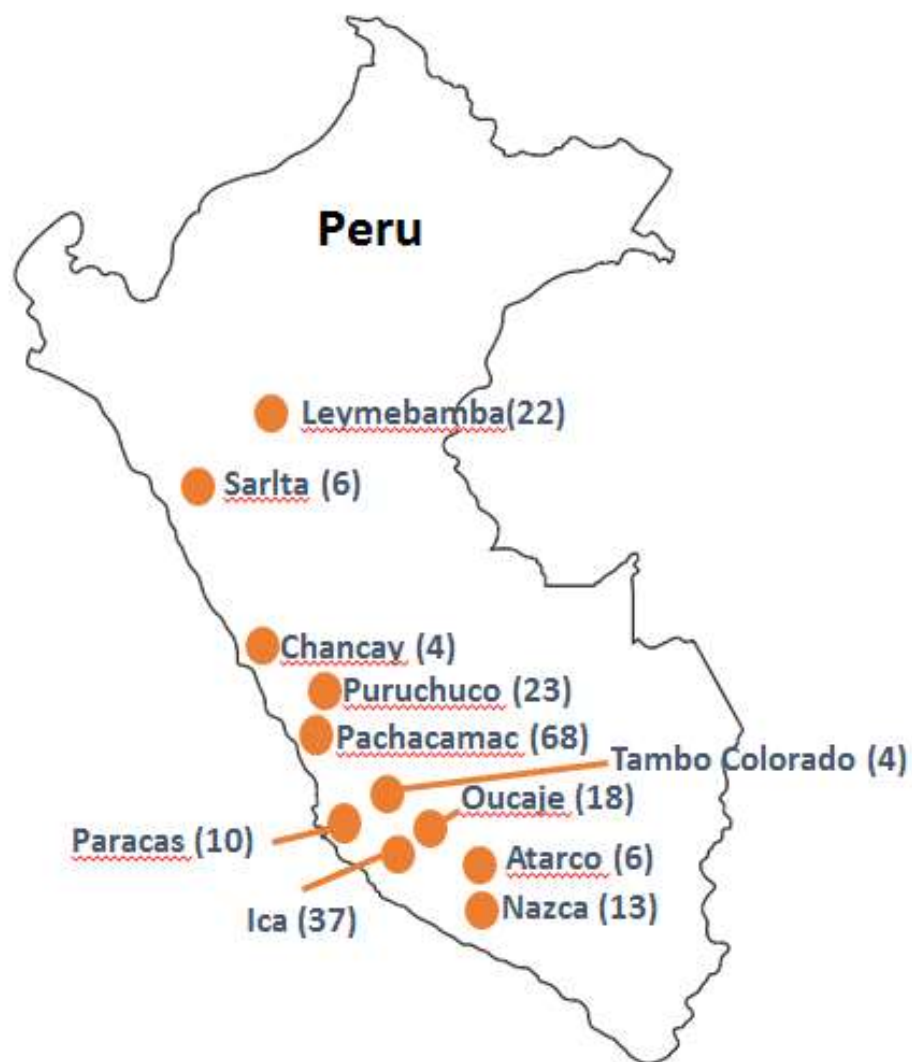 Peru
Leymebamba(22)
Sarlta (6)
Chancay (4)
Puruchuco (23)
Pachacamac (68)
Tambo Colorado (4)
Oucaje (18)
Paracas (10)
Atarco (6)
Ica (37)
Nazca (13)